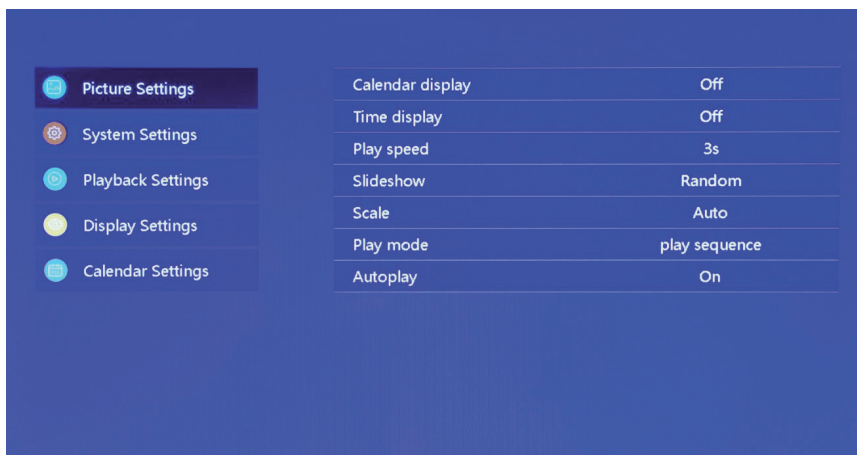 Picture Settings
System Settings
Playback Settings
Display Settings
Calendar Settings
Calendar display Off
Time display Off
Play speed 3s
Slideshow Random
Scale Auto
Play mode play sequence
Autoplay On